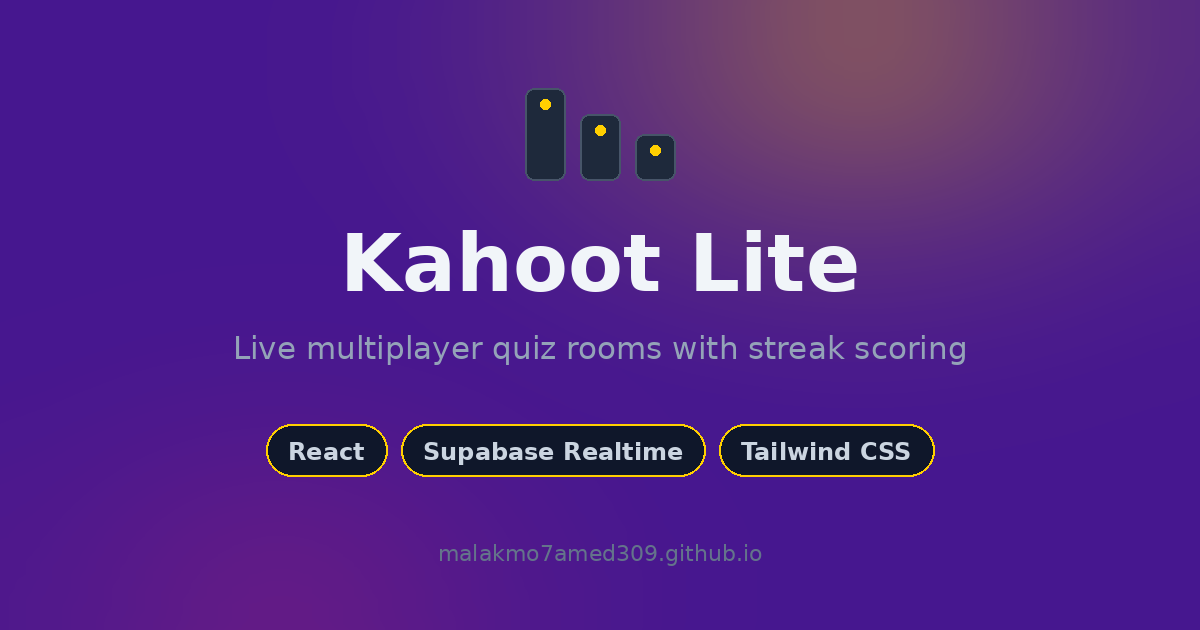 Kahoot Lite
Live multiplayer quiz rooms with streak scoring
React Supabase Realtime Tailwind CSS
malakmo7amed309.github.io